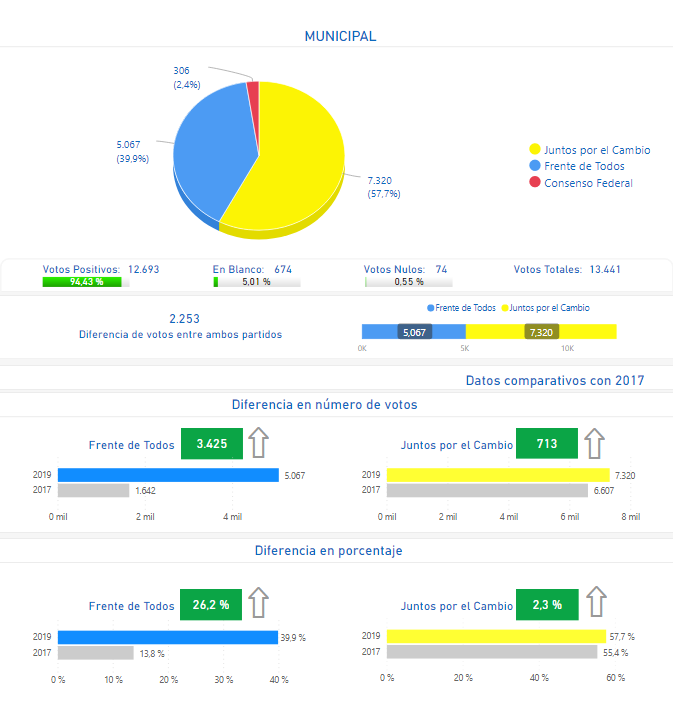 MUNICIPAL
306
(2,4%)
5.067
(39,9%)
7.320
(57,7%)
Juntos por el Cambio
Frente de Todos
Consenso Federal
Votos Positivos: 12.693
94,43 %
En Blanco: 674
5,01 %
Votos Nulos: 74
0,55 %
Votos Totales: 13.441
2.253
Diferencia de votos entre ambos partidos
Frente de Todos Juntos por el Cambio
5,067 7,320
0K 5K 10K
Datos comparativos con 2017
Diferencia en número de votos
Frente de Todos 3.425
2019 5.067
2017 1.642
0 mil 2 mil 4 mil
Juntos por el Cambio 713
2019 7.320
2017 6.607
0 mil 2 mil 4 mil 6 mil 8 mil
Diferencia en porcentaje
Frente de Todos 26,2 %
2019 39,9 %
2017 13,8 %
0 % 10 % 20 % 30 % 40 %
Juntos por el Cambio 2,3 %
2019 57,7 %
2017 55,4 %
0 % 20 % 40 % 60 %